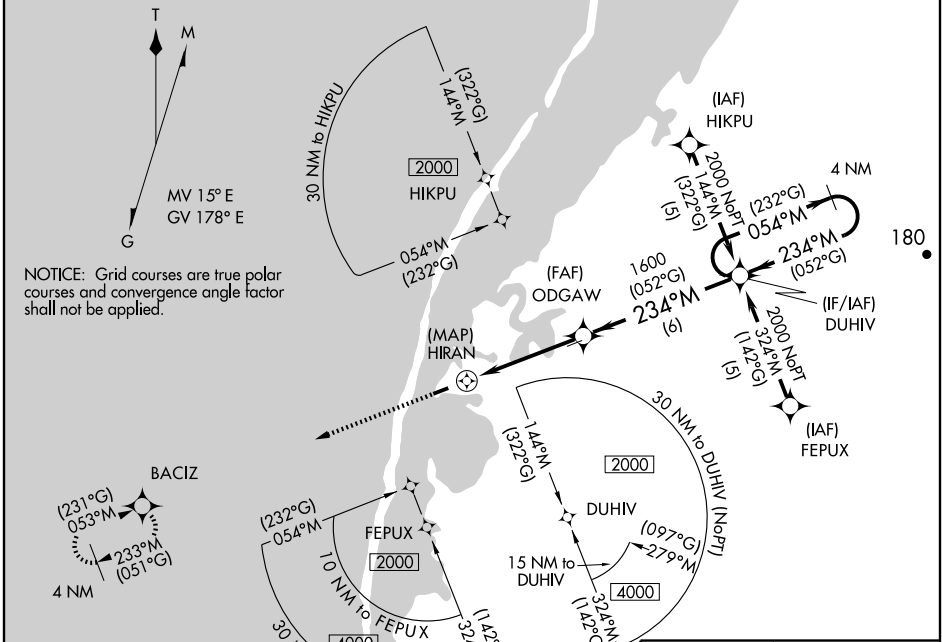 T
M
G
MV 15° E
GV 178° E
NOTICE: Grid courses are true polar
courses and convergence angle factor
shall not be applied.
30 NM to HIKPU
(322°G)
144°M
2000
HIKPU
054°M
(232°G)
(IAF)
HIKPU
2000 NoPT
144°M
(322°G)
(5)
4 NM
(232°G)
054°M
234°M
(052°G)
180
(IF/IAF)
DUHIV
(FAF)
ODGAW
1600
(052°G)
234°M
(6)
2000 NoPT
324°M
(142°G)
(5)
(IAF)
FEPUX
(MAP)
HIRAN
BACIZ
(231°G)
053°M
233°M
(051°G)
4 NM
(232°G)
054°M
FEPUX
2000
10 NM to FEPUX
30
4000
(142°
324
30 NM to DUHIV (NoPT)
144°M
(322°G)
2000
DUHIV
(097°G)
279°M
15 NM to
DUHIV
4000
324°M
(142°G